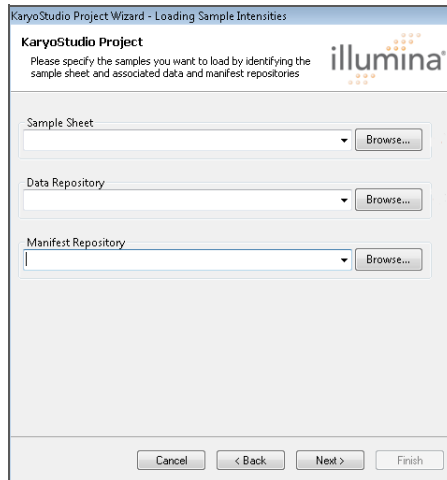 KaryoStudio Project Wizard - Loading Sample Intensities
KaryoStudio Project
Please specify the samples you want to load by identifying the
sample sheet and associated data and manifest repositories
illumina®
Sample Sheet
Browse...
Data Repository
Browse...
Manifest Repository
Browse...
Cancel
< Back
Next >
Finish